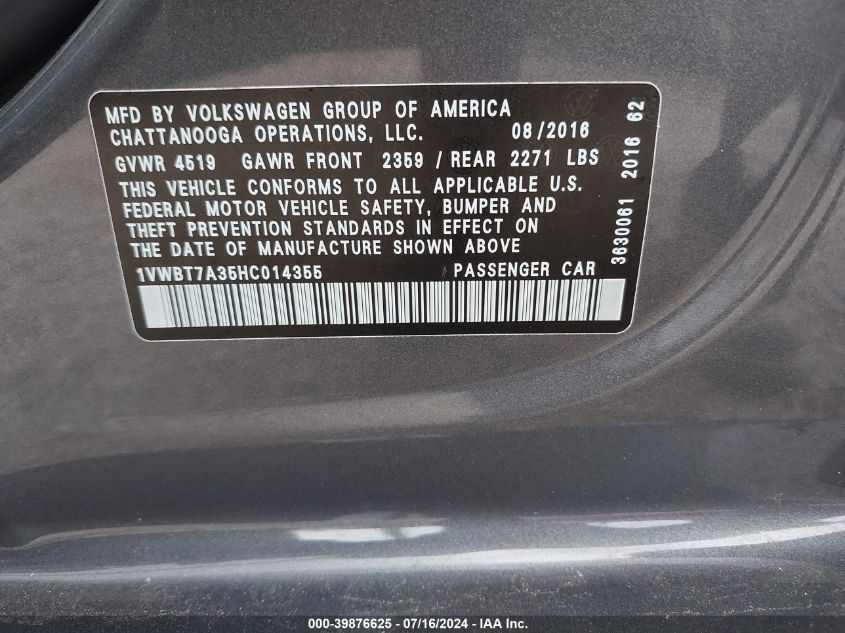 MFD BY VOLKSWAGEN GROUP OF AMERICA
CHATTANOOGA OPERATIONS, LLC. 08/2016
GVWR 4519 GAWR FRONT 2359 / REAR 2271 LBS
THIS VEHICLE CONFORMS TO ALL APPLICABLE U.S.
FEDERAL MOTOR VEHICLE SAFETY, BUMPER AND
THEFT PREVENTION STANDARDS IN EFFECT ON
THE DATE OF MANUFACTURE SHOWN ABOVE
1VWBT7A35HC014355 PASSENGER CAR
3630061 2016 62
000-39876625 - 07/16/2024 - IAA Inc.